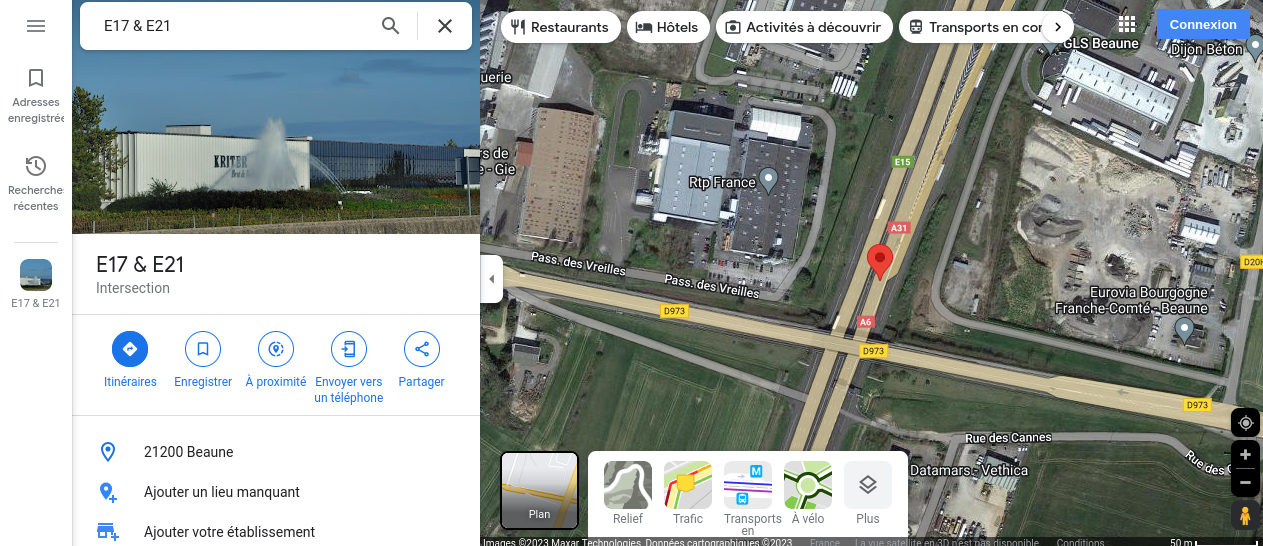 E17 & E21
Adresses
enregistrée
Recherches
récentes
E17 & E21
KRITER
E17 & E21
Intersection
Itinéraires
Enregistrer
À proximité
Envoyer vers
un téléphone
Partager
21200 Beaune
Ajouter un lieu manquant
Ajouter votre établissement
Restaurants
Hôtels
Activités à découvrir
Transports en cor
Connexion
GLS Beaune
Dijon Béton
uerie
rs de
e - Gie
Rtp France
E15
A31
Pass. des Vreilles
Pass. des Vreilles
D20H
Eurovia Bourgogne
Franche-Comté - Beaune
D973
A6
D973
D973
Rue des Cannes
Rue des C
Datamars - Vethica
Plan
Relief
Trafic
M
Transports
en
À vélo
Plus
Images ©2023 Maxar Technologies, Données cartographiques ©2023
France
La vue satellite en 3D n'est pas disponible
Conditions
50 m